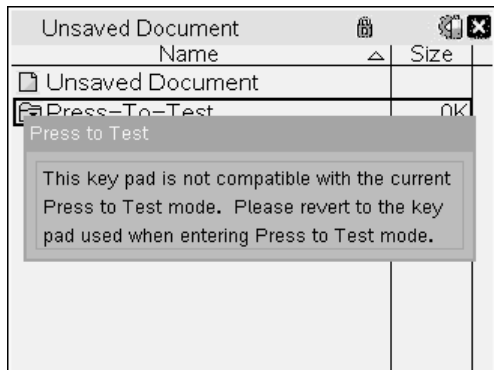 Unsaved Document
Name Size
Unsaved Document
Press-To-Test 0K
Press to Test
This key pad is not compatible with the current
Press to Test mode. Please revert to the key
pad used when entering Press to Test mode.